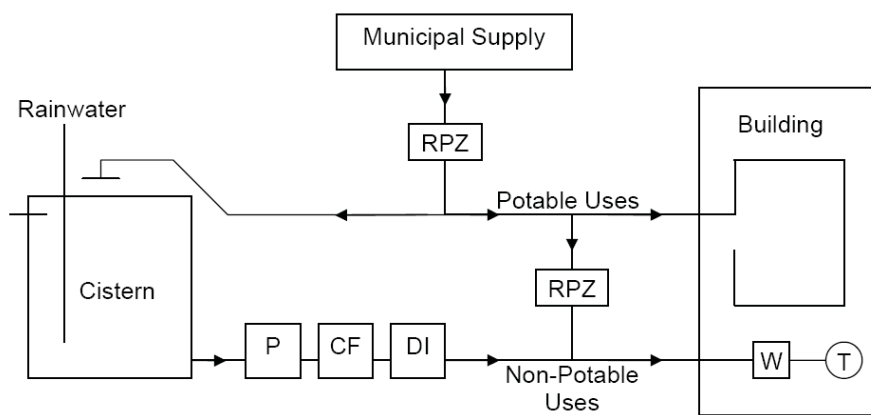 Municipal Supply
Rainwater
RPZ
Building
Potable Uses
Cistern
RPZ
P
CF
DI
Non-Potable
Uses
W
T